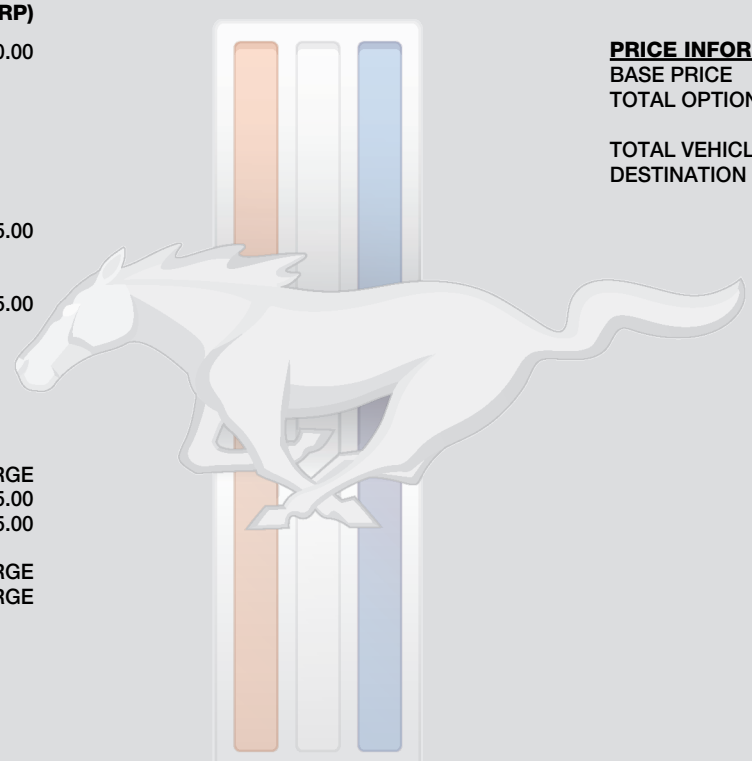 RP)
0.00
5.00
5.00
RGE
5.00
5.00
RGE
RGE
PRICE INFOR
BASE PRICE
TOTAL OPTION
TOTAL VEHICL
DESTINATION